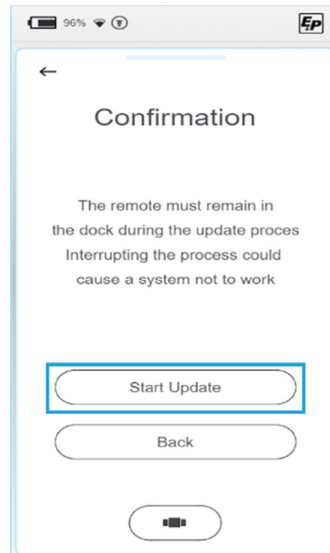 96%
EP
Confirmation
The remote must remain in
the dock during the update proces
Interrupting the process could
cause a system not to work
Start Update
Back